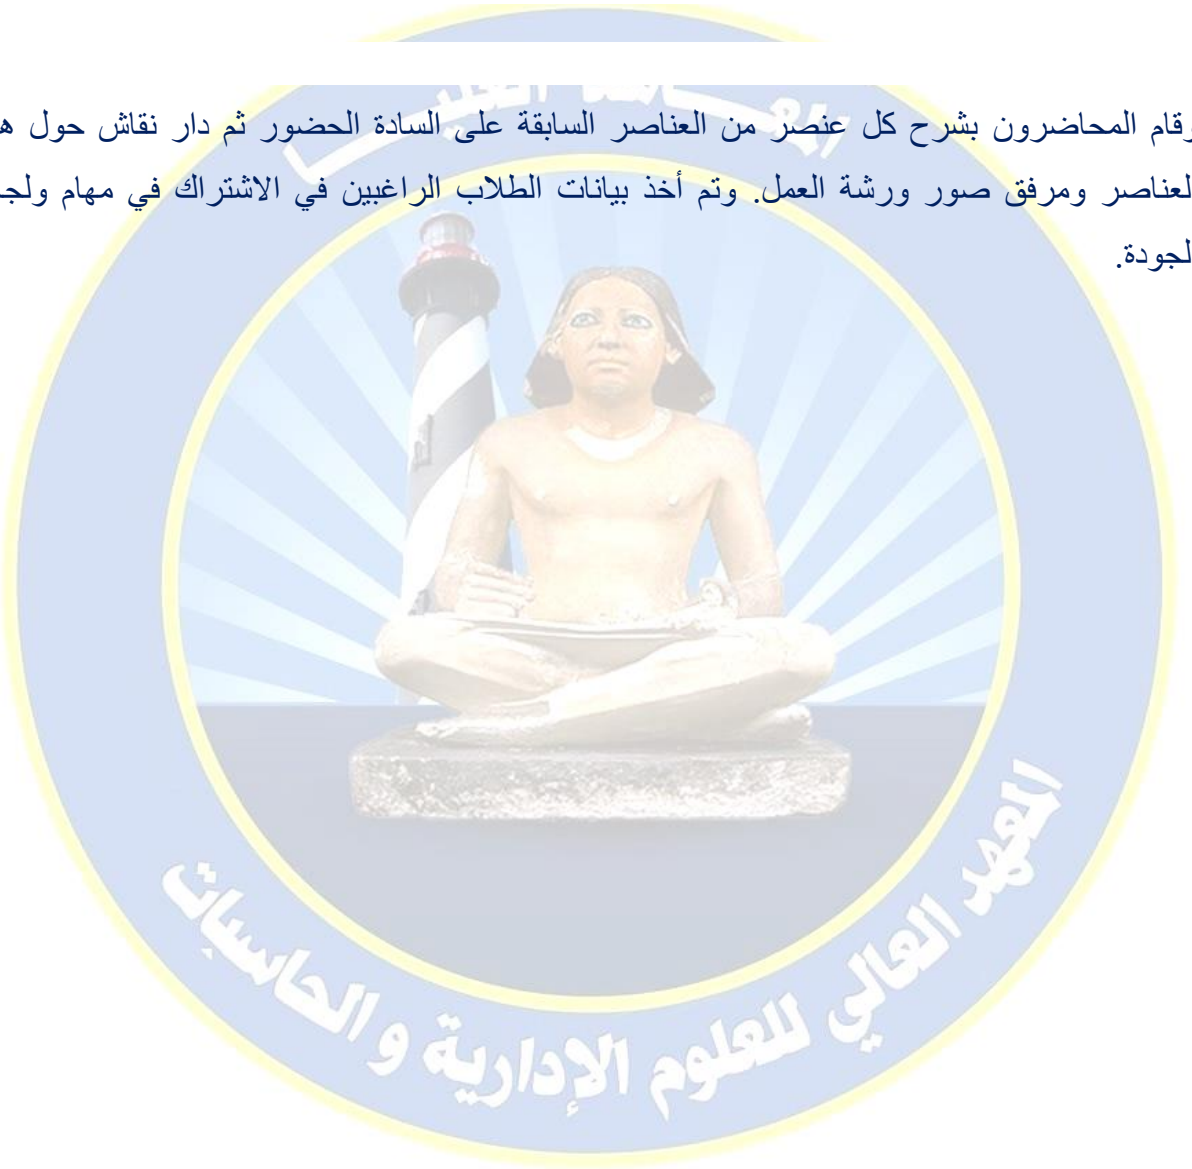 وقام المحاضرون بشرح كل عنصر من العناصر السابقة على السادة الحضور ثم دار نقاش حول
لعناصر ومرفق صور ورشة العمل. وتم أخذ بيانات الطلاب الراغبين في الاشتراك في مهام
لجودة.
المعهد العالي للعلوم الإدارية و الحاسبات